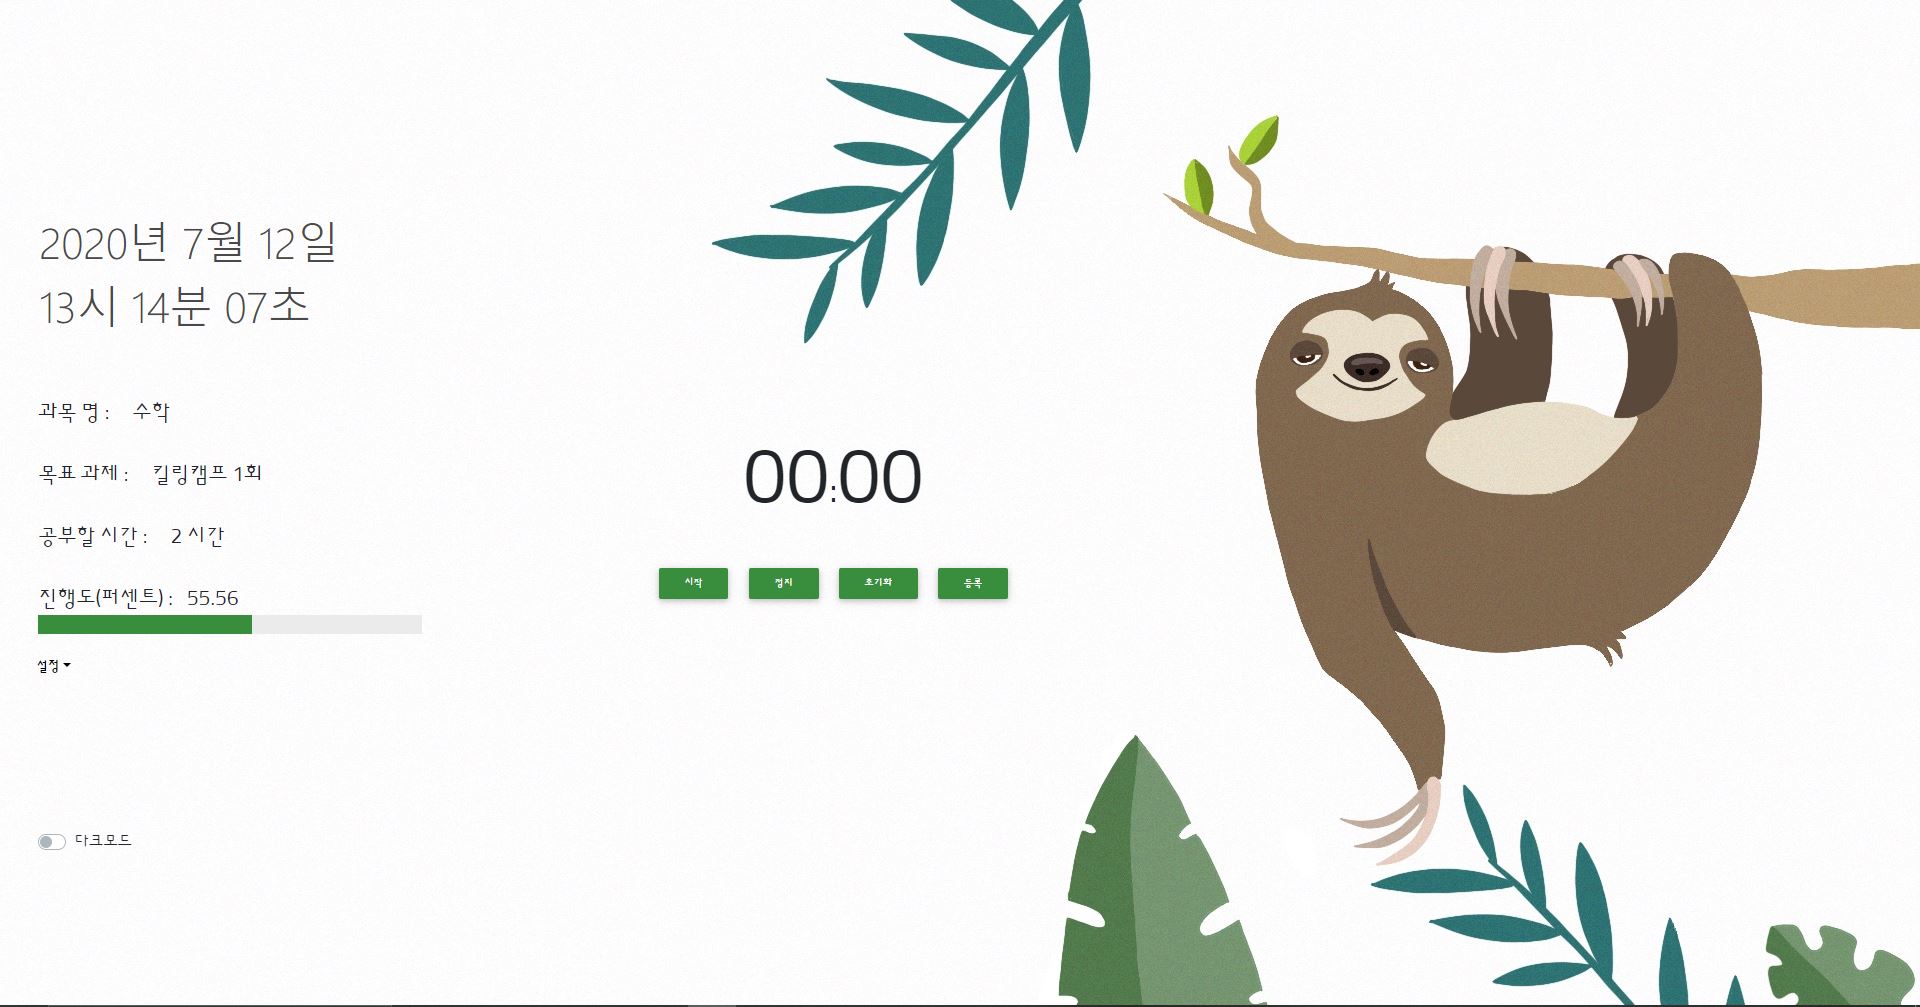 2020년 7월 12일
13시 14분 07초
과목 명 : 수학
목표 과제 : 킬링캠프 1회
공부할 시간 : 2 시간
진행도(퍼센트) : 55.56
설정
다크모드
00:00
시작 정지 초기화 등록